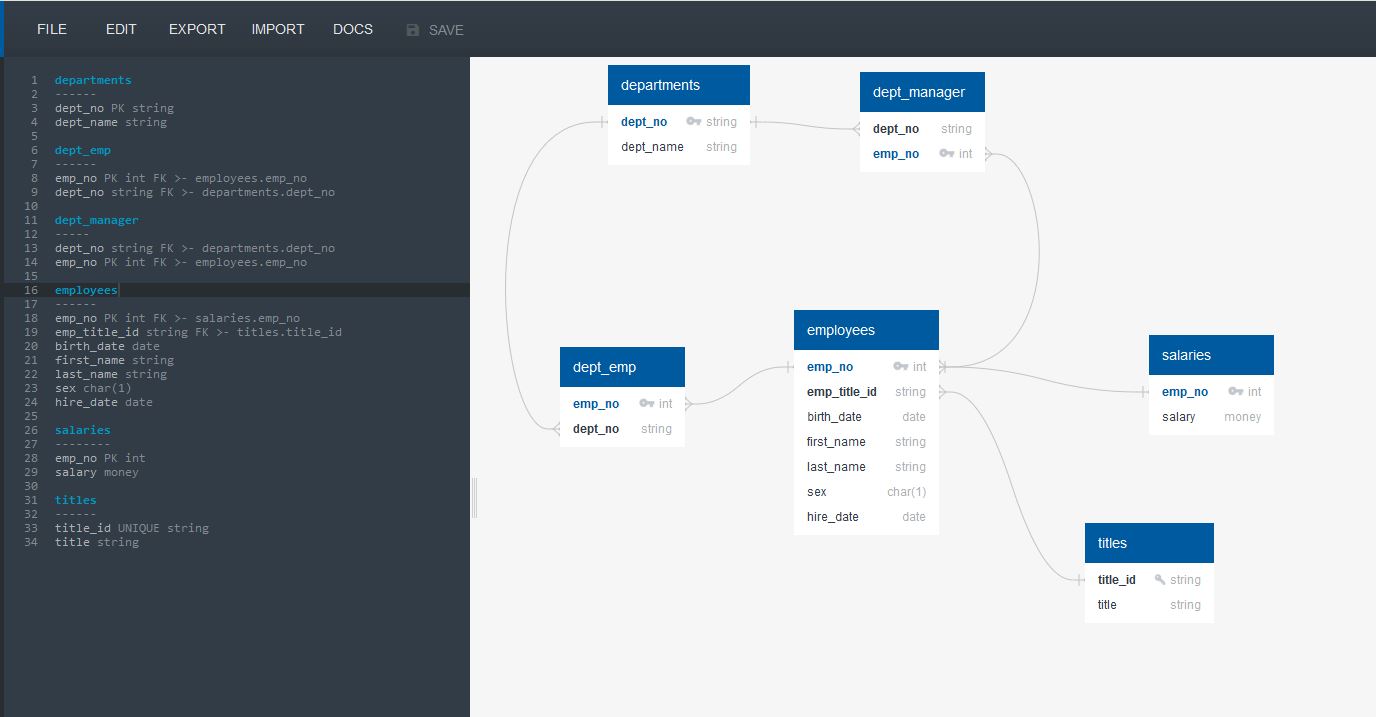 FILE EDIT EXPORT IMPORT DOCS SAVE
1 departments
2 ------
3 dept_no PK string
4 dept_name string
5
6 dept_emp
7 ------
8 emp_no PK int FK >- employees.emp_no
9 dept_no string FK >- departments.dept_no
10
11 dept_manager
12 -----
13 dept_no string FK >- departments.dept_no
14 emp_no PK int FK >- employees.emp_no
15
16 employees
17 ------
18 emp_no PK int FK >- salaries.emp_no
19 emp_title_id string FK >- titles.title_id
20 birth_date date
21 first_name string
22 last_name string
23 sex char(1)
24 hire_date date
25
26 salaries
27 --------
28 emp_no PK int
29 salary money
30
31 titles
32 ------
33 title_id UNIQUE string
34 title string
departments
dept_no string
dept_name string
dept_manager
dept_no string
emp_no int
dept_emp
emp_no int
dept_no string
employees
emp_no int
emp_title_id string
birth_date date
first_name string
last_name string
sex char(1)
hire_date date
salaries
emp_no int
salary money
titles
title_id string
title string